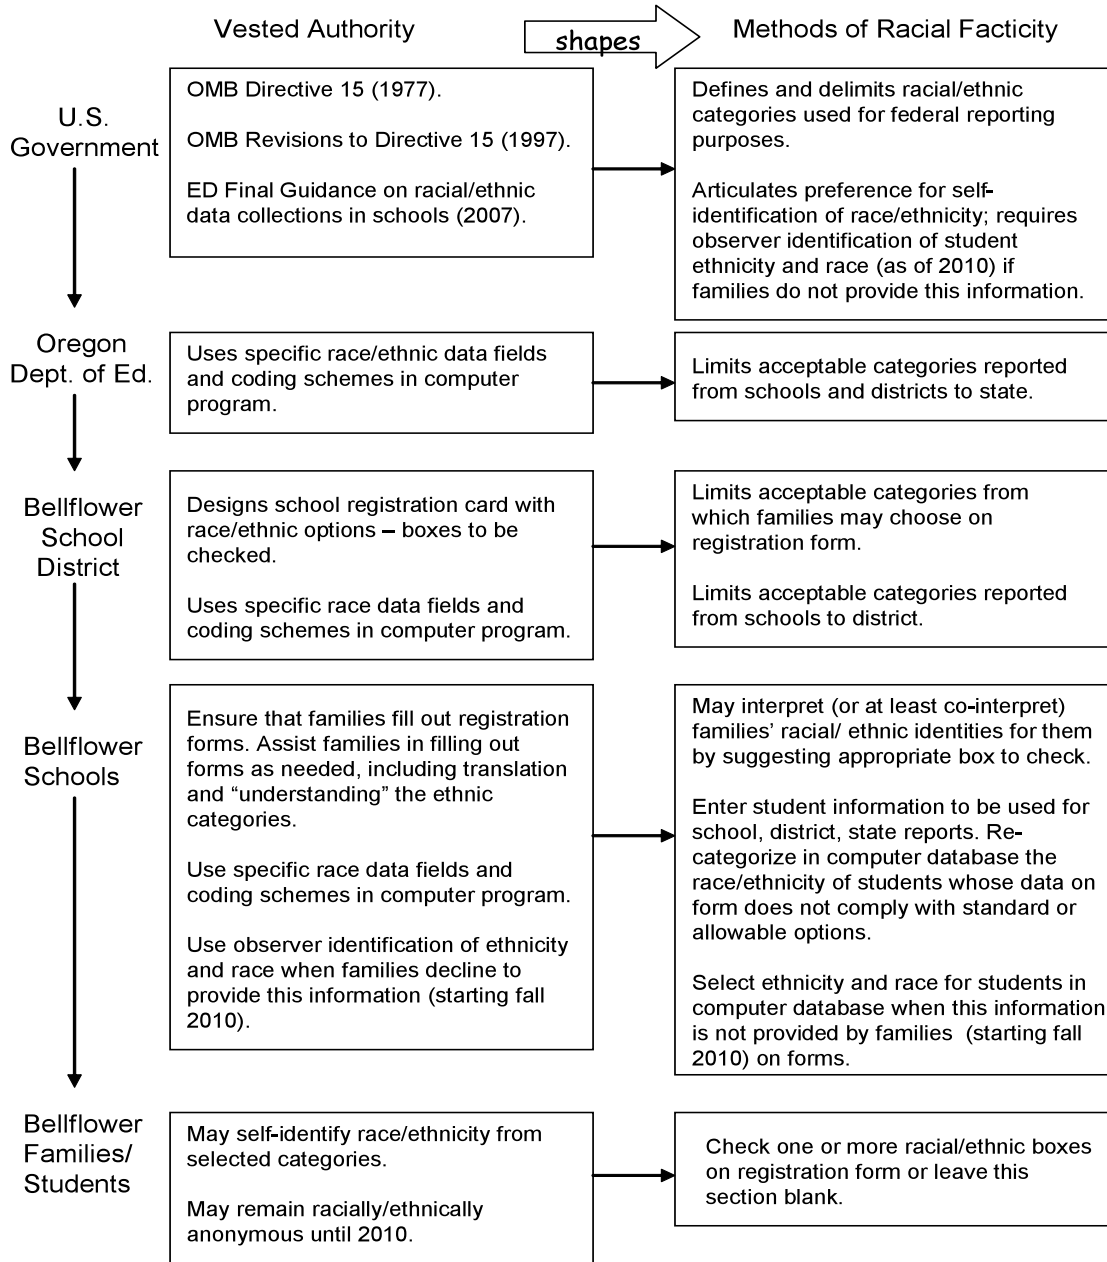 Vested Authority
shapes
Methods of Racial Facticity
U.S.
Government
OMB Directive 15 (1977).
OMB Revisions to Directive 15 (1997).
ED Final Guidance on racial/ethnic
data collections in schools (2007).
Defines and delimits racial/ethnic
categories used for federal reporting
purposes.
Articulates preference for self-
identification of race/ethnicity; requires
observer identification of student
ethnicity and race (as of 2010) if
families do not provide this information.
Oregon
Dept. of Ed.
Uses specific race/ethnic data fields
and coding schemes in computer
program.
Limits acceptable categories reported
from schools and districts to state.
Bellflower
School
District
Designs school registration card with
race/ethnic options – boxes to be
checked.
Uses specific race data fields and
coding schemes in computer program.
Limits acceptable categories from
which families may choose on
registration form.
Limits acceptable categories reported
from schools to district.
Bellflower
Schools
Ensure that families fill out registration
forms. Assist families in filling out
forms as needed, including translation
and “understanding” the ethnic
categories.
Use specific race data fields and
coding schemes in computer program.
Use observer identification of ethnicity
and race when families decline to
provide this information (starting fall
2010).
May interpret (or at least co-interpret)
families’ racial/ ethnic identities for them
by suggesting appropriate box to check.
Enter student information to be used for
school, district, state reports. Re-
categorize in computer database the
race/ethnicity of students whose data on
form does not comply with standard or
allowable options.
Select ethnicity and race for students in
computer database when this information
is not provided by families  (starting fall
2010) on forms.
Bellflower
Families/
Students
May self-identify race/ethnicity from
selected categories.
May remain racially/ethnically
anonymous until 2010.
Check one or more racial/ethnic boxes
on registration form or leave this
section blank.